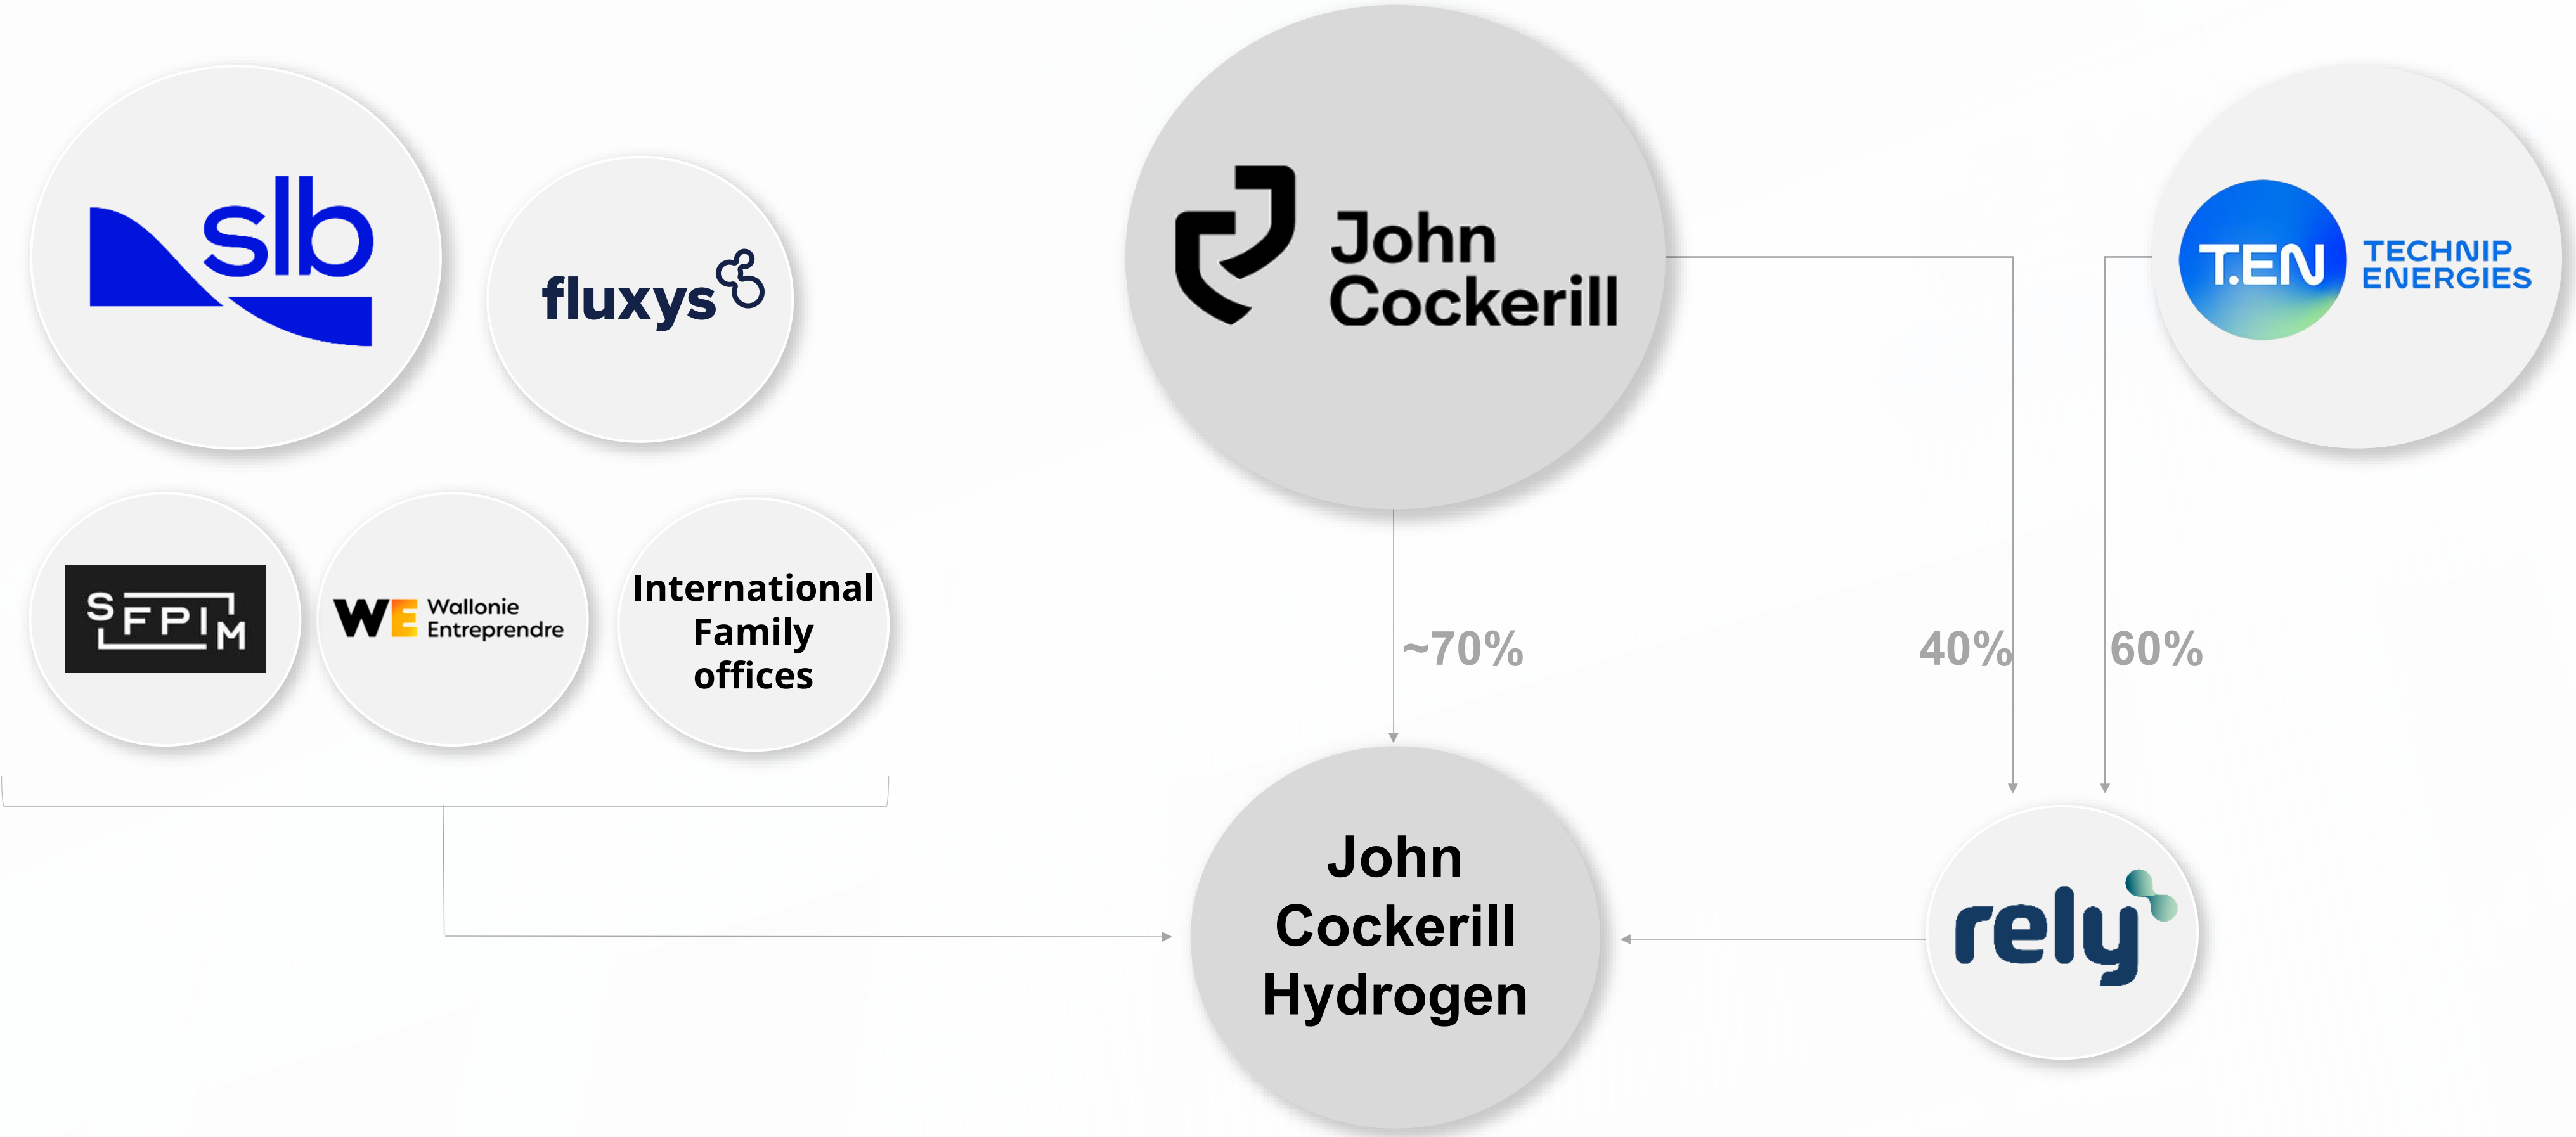 slb
fluxys
John
Cockerill
T.EN
TECHNIP
ENERGIES
SFPIM
WE
Wallonie
Entreprendre
International
Family
offices
~70%
40%
60%
John
Cockerill
Hydrogen
rely